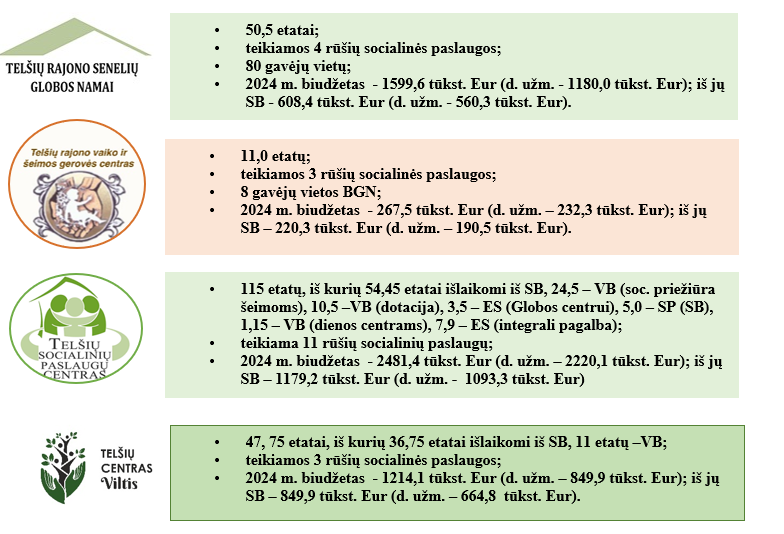 TELŠIŲ RAJONO SENELIŲ
GLOBOS NAMAI
• 50,5 etatai;
• teikiamos 4 rūšių socialinės paslaugos;
• 80 gavėjų vietų;
• 2024 m. biudžetas - 1599,6 tūkst. Eur (d. užm. - 1180,0 tūkst. Eur); iš jų
SB - 608,4 tūkst. Eur (d. užm. - 560,3 tūkst. Eur).
Telšių rajono vaiko ir
šeimos gerovės centras
• 11,0 etatų;
• teikiamos 3 rūšių socialinės paslaugos;
• 8 gavėjų vietos BGN;
• 2024 m. biudžetas - 267,5 tūkst. Eur (d. užm. – 232,3 tūkst. Eur); iš jų
SB – 220,3 tūkst. Eur (d. užm. – 190,5 tūkst. Eur).
TELŠIŲ
SOCIALINIŲ
PASLAUGŲ
CENTRAS
• 115 etatų, iš kurių 54,45 etatai išlaikomi iš SB, 24,5 – VB (soc. priežiūra
šeimoms), 10,5 –VB (dotacija), 3,5 – ES (Globos centrui), 5,0 – SP (SB),
1,15 – VB (dienos centrams), 7,9 – ES (integrali pagalba);
• teikiama 11 rūšių socialinių paslaugų;
• 2024 m. biudžetas - 2481,4 tūkst. Eur (d. užm. – 2220,1 tūkst. Eur); iš jų
SB – 1179,2 tūkst. Eur (d. užm. - 1093,3 tūkst. Eur)
TELŠIŲ
CENTRAS
Viltis
• 47, 75 etatai, iš kurių 36,75 etatai išlaikomi iš SB, 11 etatų –VB;
• teikiamos 3 rūšių socialinės paslaugos;
• 2024 m. biudžetas - 1214,1 tūkst. Eur (d. užm. – 849,9 tūkst. Eur); iš jų
SB – 849,9 tūkst. Eur (d. užm. – 664,8 tūkst. Eur).